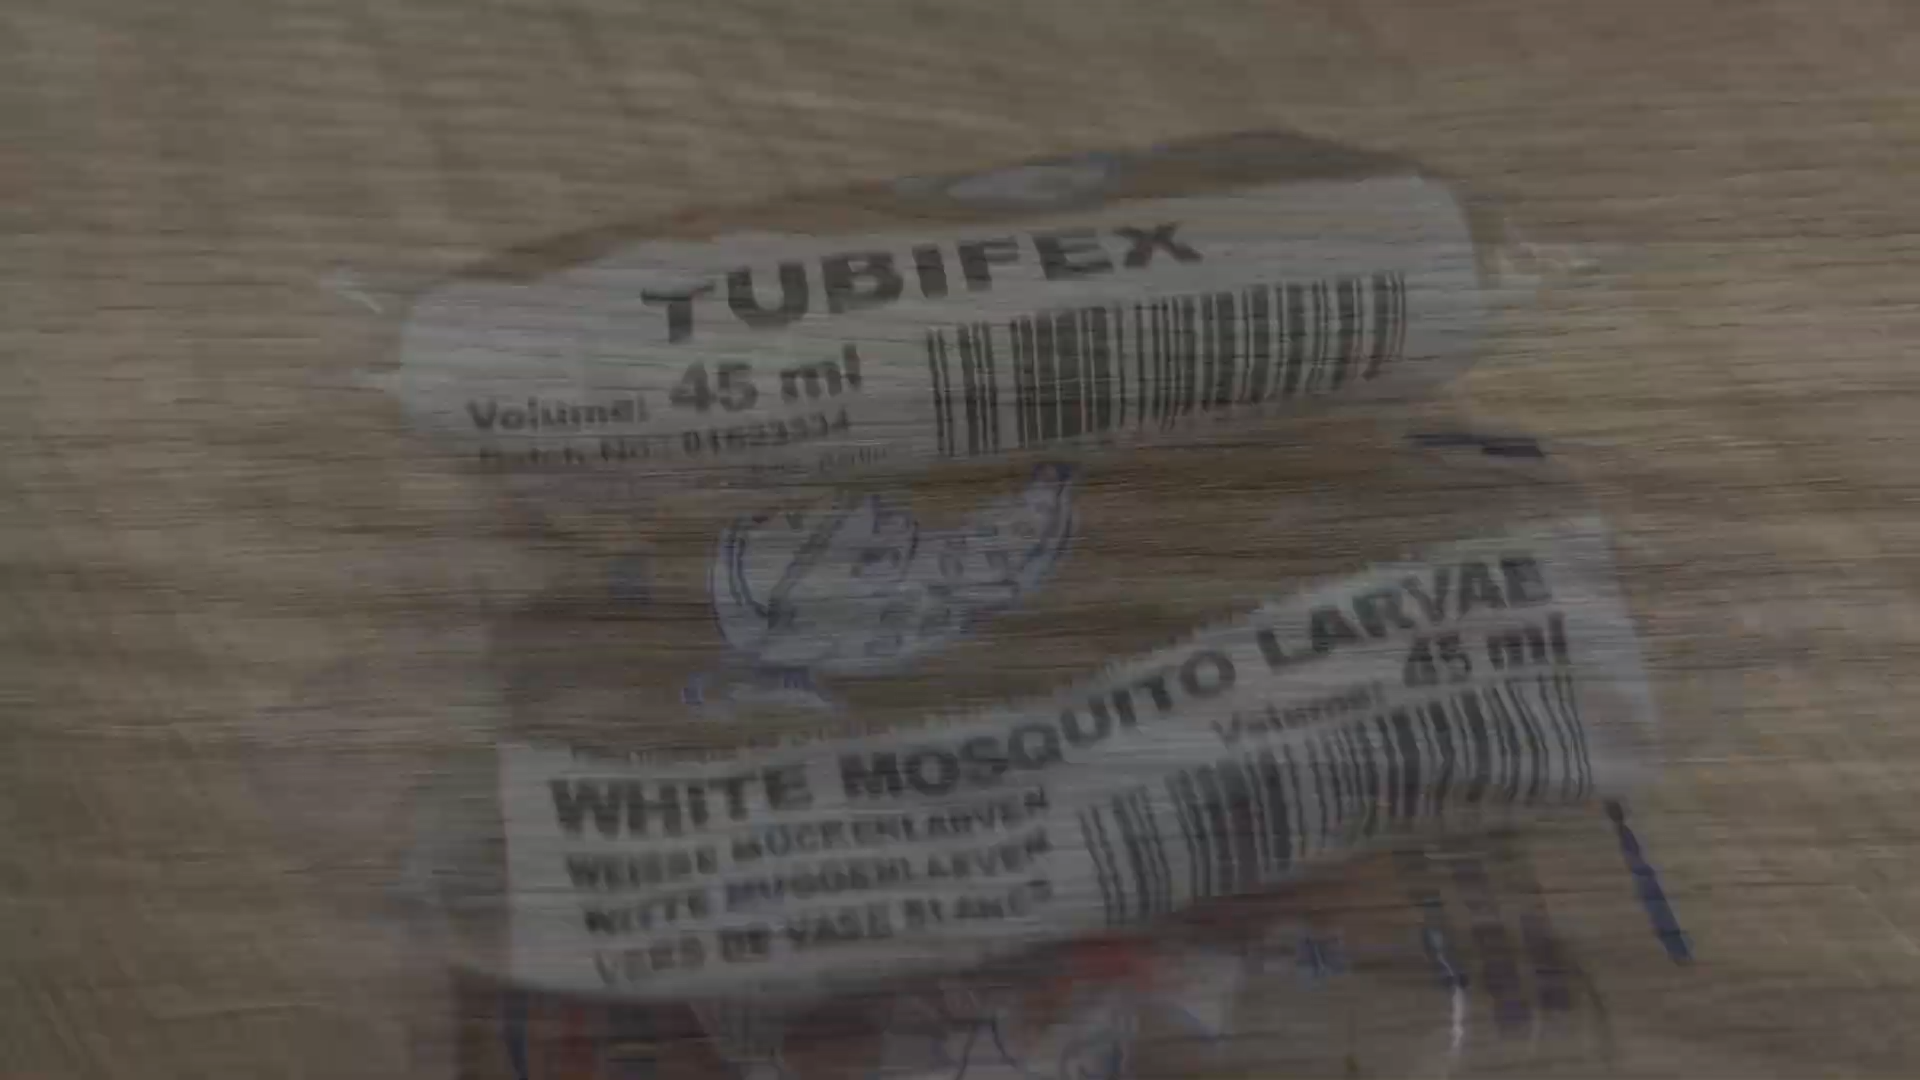 TUBIFEX
Volume: 45 ml
Batch No.: 01623534
WHITE MOSQUITO LARVAE
Volume: 45 ml
WEISSE MÜCKENLARVEN
WITTE MUGGENLARVEN
VERS DE VASE BLANCS